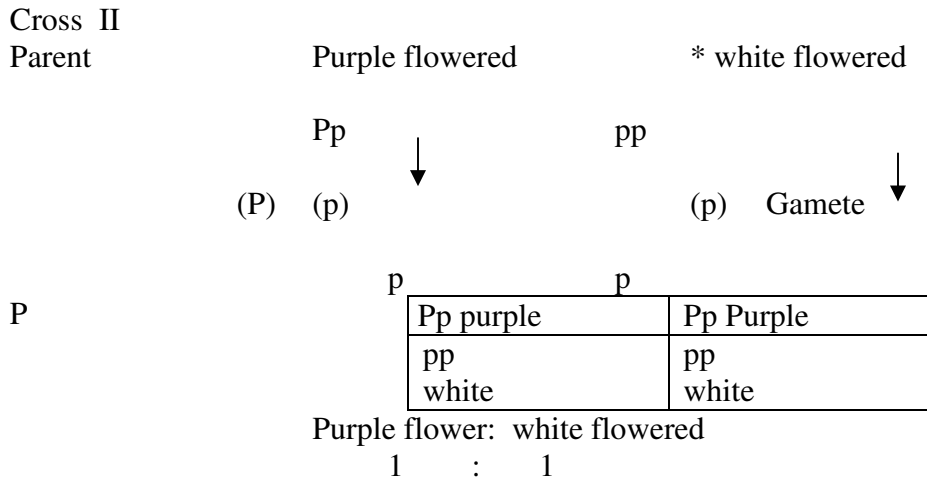 Cross II
Parent Purple flowered * white flowered
Pp pp
(P) (p) (p) Gamete
p p
P Pp purple Pp Purple
pp pp
white white
Purple flower: white flowered
1 : 1